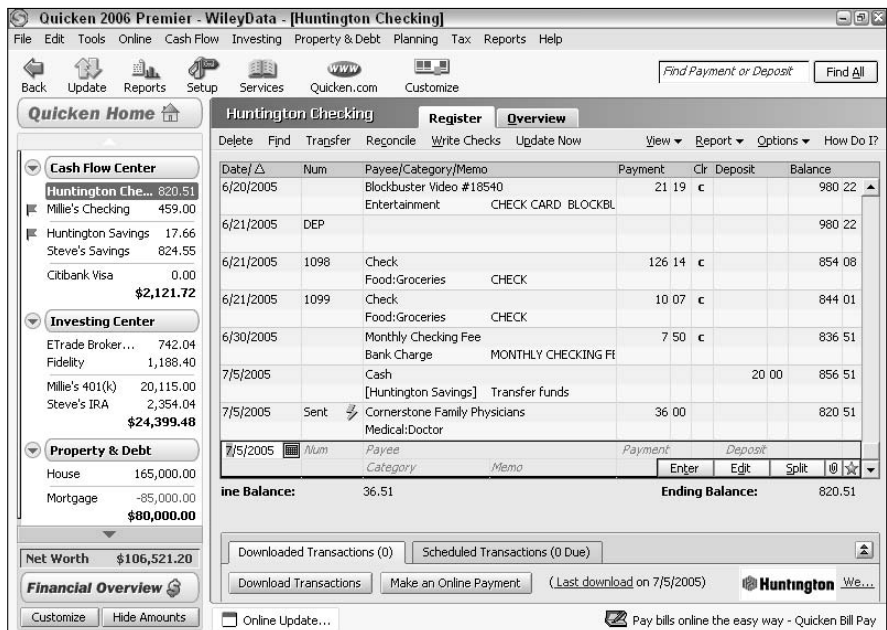 Quicken 2006 Premier - WileyData - [Huntington Checking]
File Edit Tools Online Cash Flow Investing Property & Debt Planning Tax Reports Help
Back Update Reports Setup Services Quicken.com Customize
Find Payment or Deposit Find All
Quicken Home
Cash Flow Center
Huntington Che... 820.51
Millie's Checking 459.00
Huntington Savings 17.66
Steve's Savings 824.55
Citibank Visa 0.00
$2,121.72
Investing Center
ETrade Broker... 742.04
Fidelity 1,188.40
Millie's 401(k) 20,115.00
Steve's IRA 2,354.04
$24,399.48
Property & Debt
House 165,000.00
Mortgage -85,000.00
$80,000.00
Net Worth $106,521.20
Financial Overview
Customize Hide Amounts
Huntington Checking Register Overview
Delete Find Transfer Reconcile Write Checks Update Now View Report Options How Do I?
Date/ Num Payee/Category/Memo Payment Clr Deposit Balance
6/20/2005 Blockbuster Video #18540 21 19 c 980 22
Entertainment CHECK CARD BLOCKBU
6/21/2005 DEP 980 22
6/21/2005 1098 Check 126 14 c 854 08
Food:Groceries CHECK
6/21/2005 1099 Check 10 07 c 844 01
Food:Groceries CHECK
6/30/2005 Monthly Checking Fee 7 50 c 836 51
Bank Charge MONTHLY CHECKING FE
7/5/2005 Cash 20 00 856 51
[Huntington Savings] Transfer funds
7/5/2005 Sent Cornerstone Family Physicians 36 00 820 51
Medical:Doctor
7/5/2005 Num Payee Payment Deposit
Category Memo Enter Edit Split
ine Balance: 36.51 Ending Balance: 820.51
Downloaded Transactions (0) Scheduled Transactions (0 Due)
Download Transactions Make an Online Payment (Last download on 7/5/2005) Huntington We...
Online Update... Pay bills online the easy way - Quicken Bill Pay